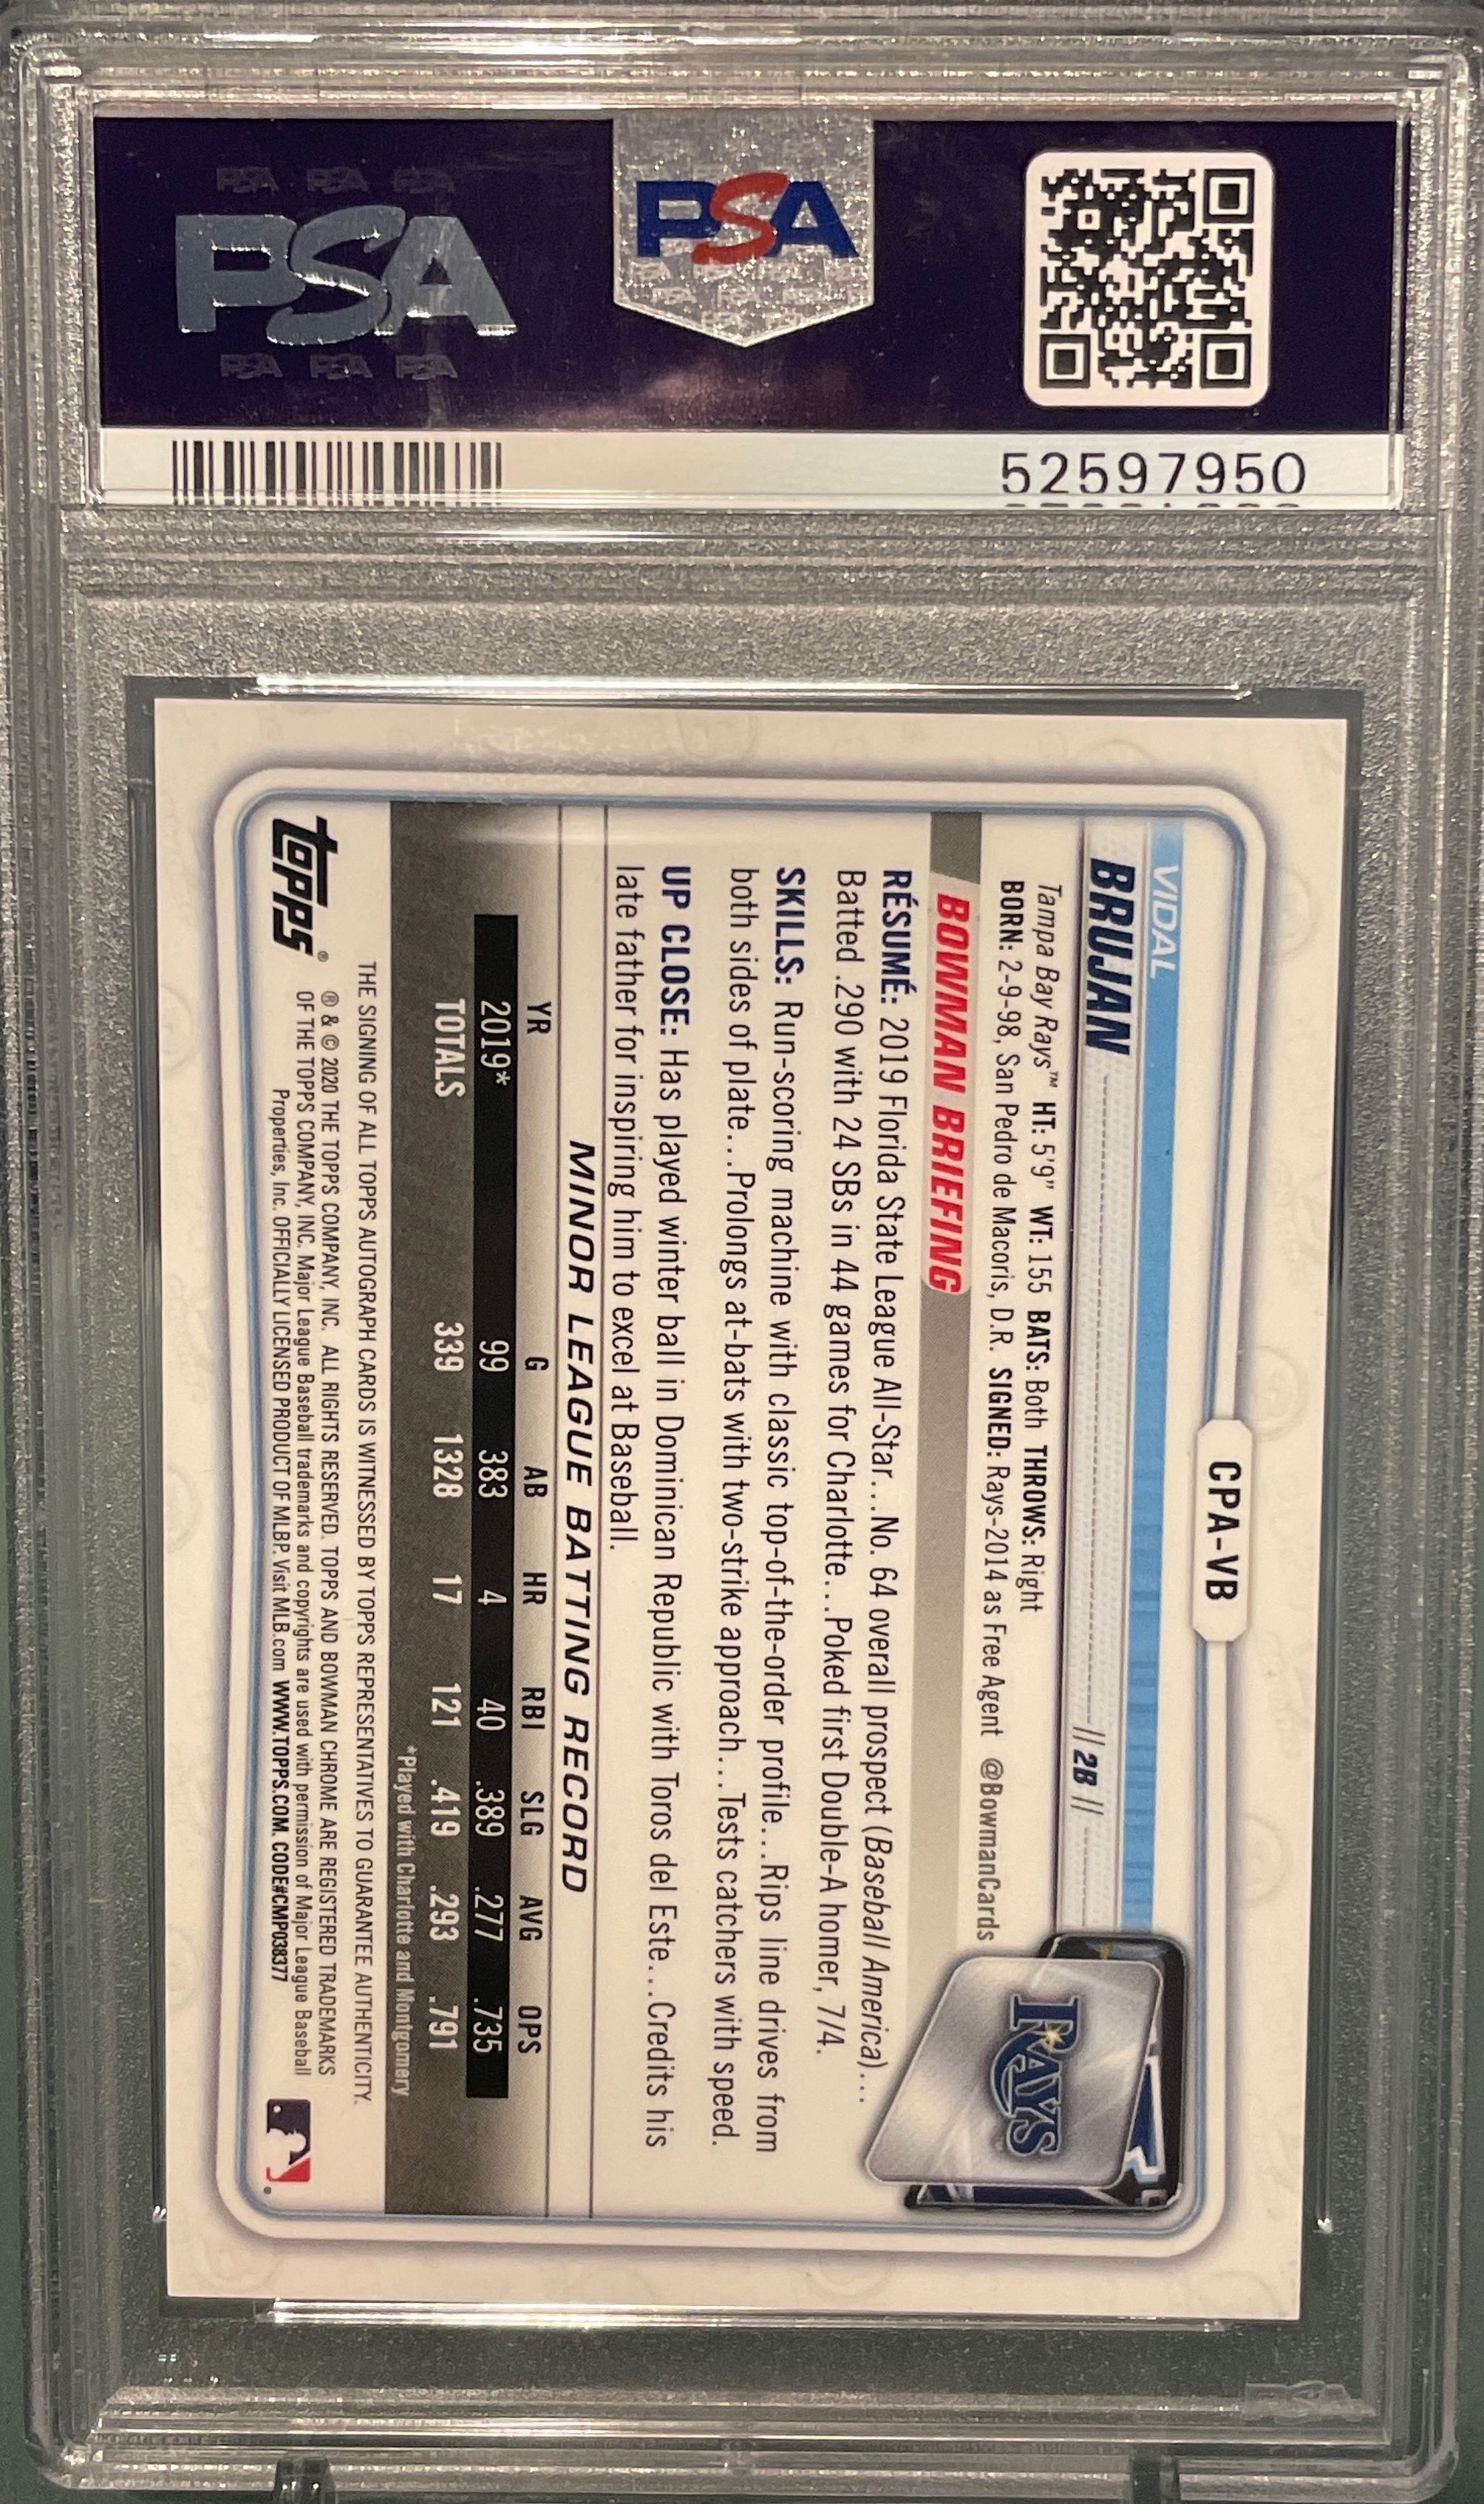 PSA PSA PSA
PSA
PSA PSA PSA
PSA
52597950
CPA-VB
VIDAL
BRUJAN
// 2B //
RAYS
Tampa Bay Rays™ HT: 5'9" WT: 155 BATS: Both THROWS: Right
BORN: 2-9-98, San Pedro de Macoris, D.R. SIGNED: Rays-2014 as Free Agent @BowmanCards
BOWMAN BRIEFING
RÉSUMÉ: 2019 Florida State League All-Star...No. 64 overall prospect (Baseball America)...
Batted .290 with 24 SBs in 44 games for Charlotte...Poked first Double-A homer, 7/4.
SKILLS: Run-scoring machine with classic top-of-the-order profile...Rips line drives from
both sides of plate...Prolongs at-bats with two-strike approach...Tests catchers with speed.
UP CLOSE: Has played winter ball in Dominican Republic with Toros del Este...Credits his
late father for inspiring him to excel at Baseball.
MINOR LEAGUE BATTING RECORD
YR G AB HR RBI SLG AVG OPS
2019* 99 383 4 40 .389 .277 .735
TOTALS 339 1328 17 121 .419 .293 .791
*Played with Charlotte and Montgomery
THE SIGNING OF ALL TOPPS AUTOGRAPH CARDS IS WITNESSED BY TOPPS REPRESENTATIVES TO GUARANTEE AUTHENTICITY.
topps®
® & © 2020 THE TOPPS COMPANY, INC. ALL RIGHTS RESERVED. TOPPS AND BOWMAN CHROME ARE REGISTERED TRADEMARKS
OF THE TOPPS COMPANY, INC. Major League Baseball trademarks and copyrights are used with permission of Major League Baseball
Properties, Inc. OFFICIALLY LICENSED PRODUCT OF MLBP. Visit MLB.com WWW.TOPPS.COM. CODE#CMP038377
PSA